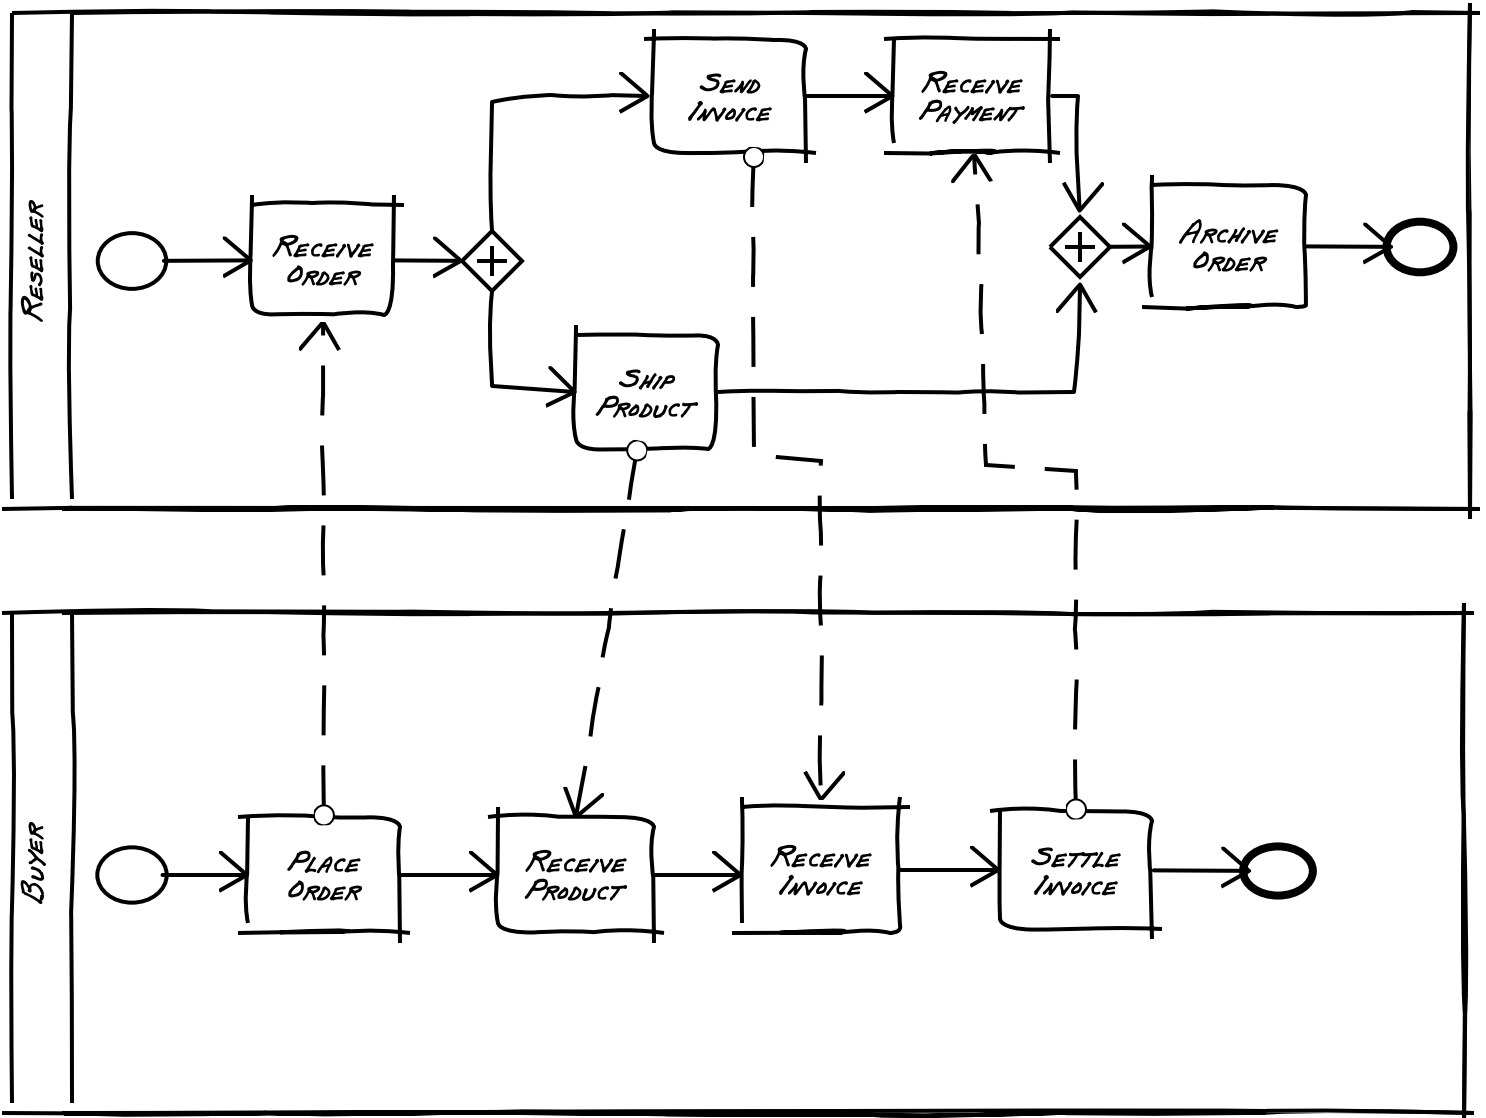 Reseller
Send
Invoice
Receive
Payment
Receive
Order
Archive
Order
Ship
Product
Buyer
Place
Order
Receive
Product
Receive
Invoice
Settle
Invoice